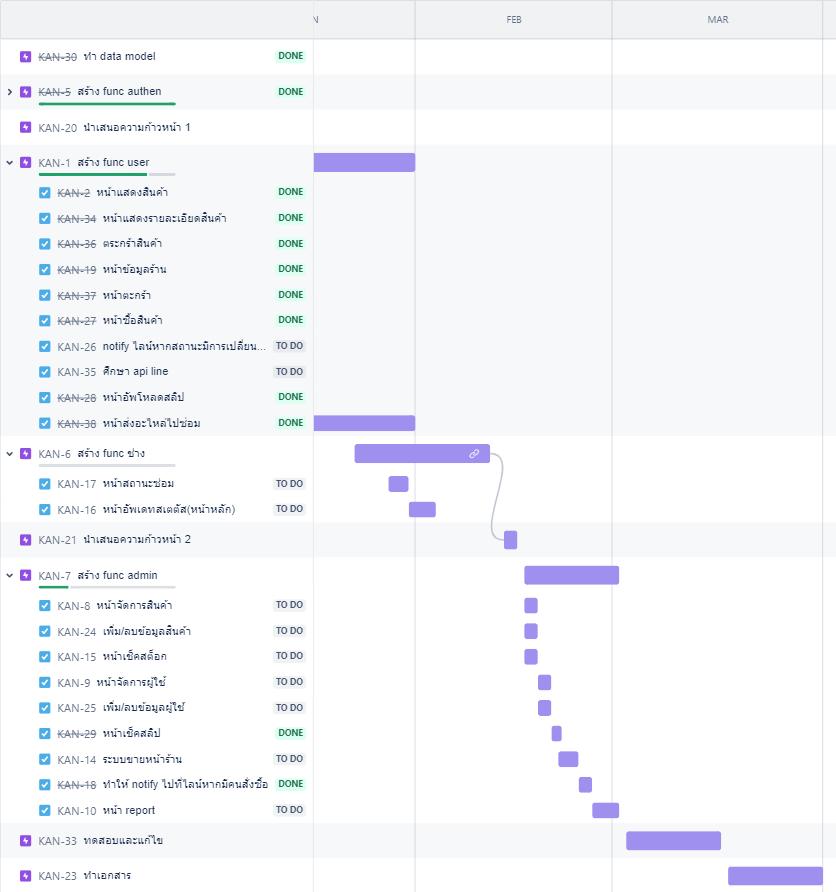 N FEB MAR
KAN-30 ทำ data model DONE
KAN-5 สร้าง func authen DONE
KAN-20 นำเสนอความก้าวหน้า 1
KAN-1 สร้าง func user
KAN-2 หน้าแสดงสินค้า DONE
KAN-34 หน้าแสดงรายละเอียดสินค้า DONE
KAN-36 ตระกร้าสินค้า DONE
KAN-19 หน้าข้อมูลร้าน DONE
KAN-37 หน้าตะกร้า DONE
KAN-27 หน้าซื้อสินค้า DONE
KAN-26 notify ไลน์หากสถานะมีการเปลี่ยน... TO DO
KAN-35 ศึกษา api line TO DO
KAN-28 หน้าอัพโหลดสลิป DONE
KAN-38 หน้าส่งอะไหล่ไปซ่อม DONE
KAN-6 สร้าง func ช่าง
KAN-17 หน้าสถานะซ่อม TO DO
KAN-16 หน้าอัพเดทสเตตัส(หน้าหลัก) TO DO
KAN-21 นำเสนอความก้าวหน้า 2
KAN-7 สร้าง func admin
KAN-8 หน้าจัดการสินค้า TO DO
KAN-24 เพิ่ม/ลบข้อมูลสินค้า TO DO
KAN-15 หน้าเช็คสต็อก TO DO
KAN-9 หน้าจัดการผู้ใช้ TO DO
KAN-25 เพิ่ม/ลบข้อมูลผู้ใช้ TO DO
KAN-29 หน้าเช็คสลิป DONE
KAN-14 ระบบขายหน้าร้าน TO DO
KAN-18 ทำให้ notify ไปที่ไลน์หากมีคนสั่งซื้อ DONE
KAN-10 หน้า report TO DO
KAN-33 ทดสอบและแก้ไข
KAN-23 ทำเอกสาร